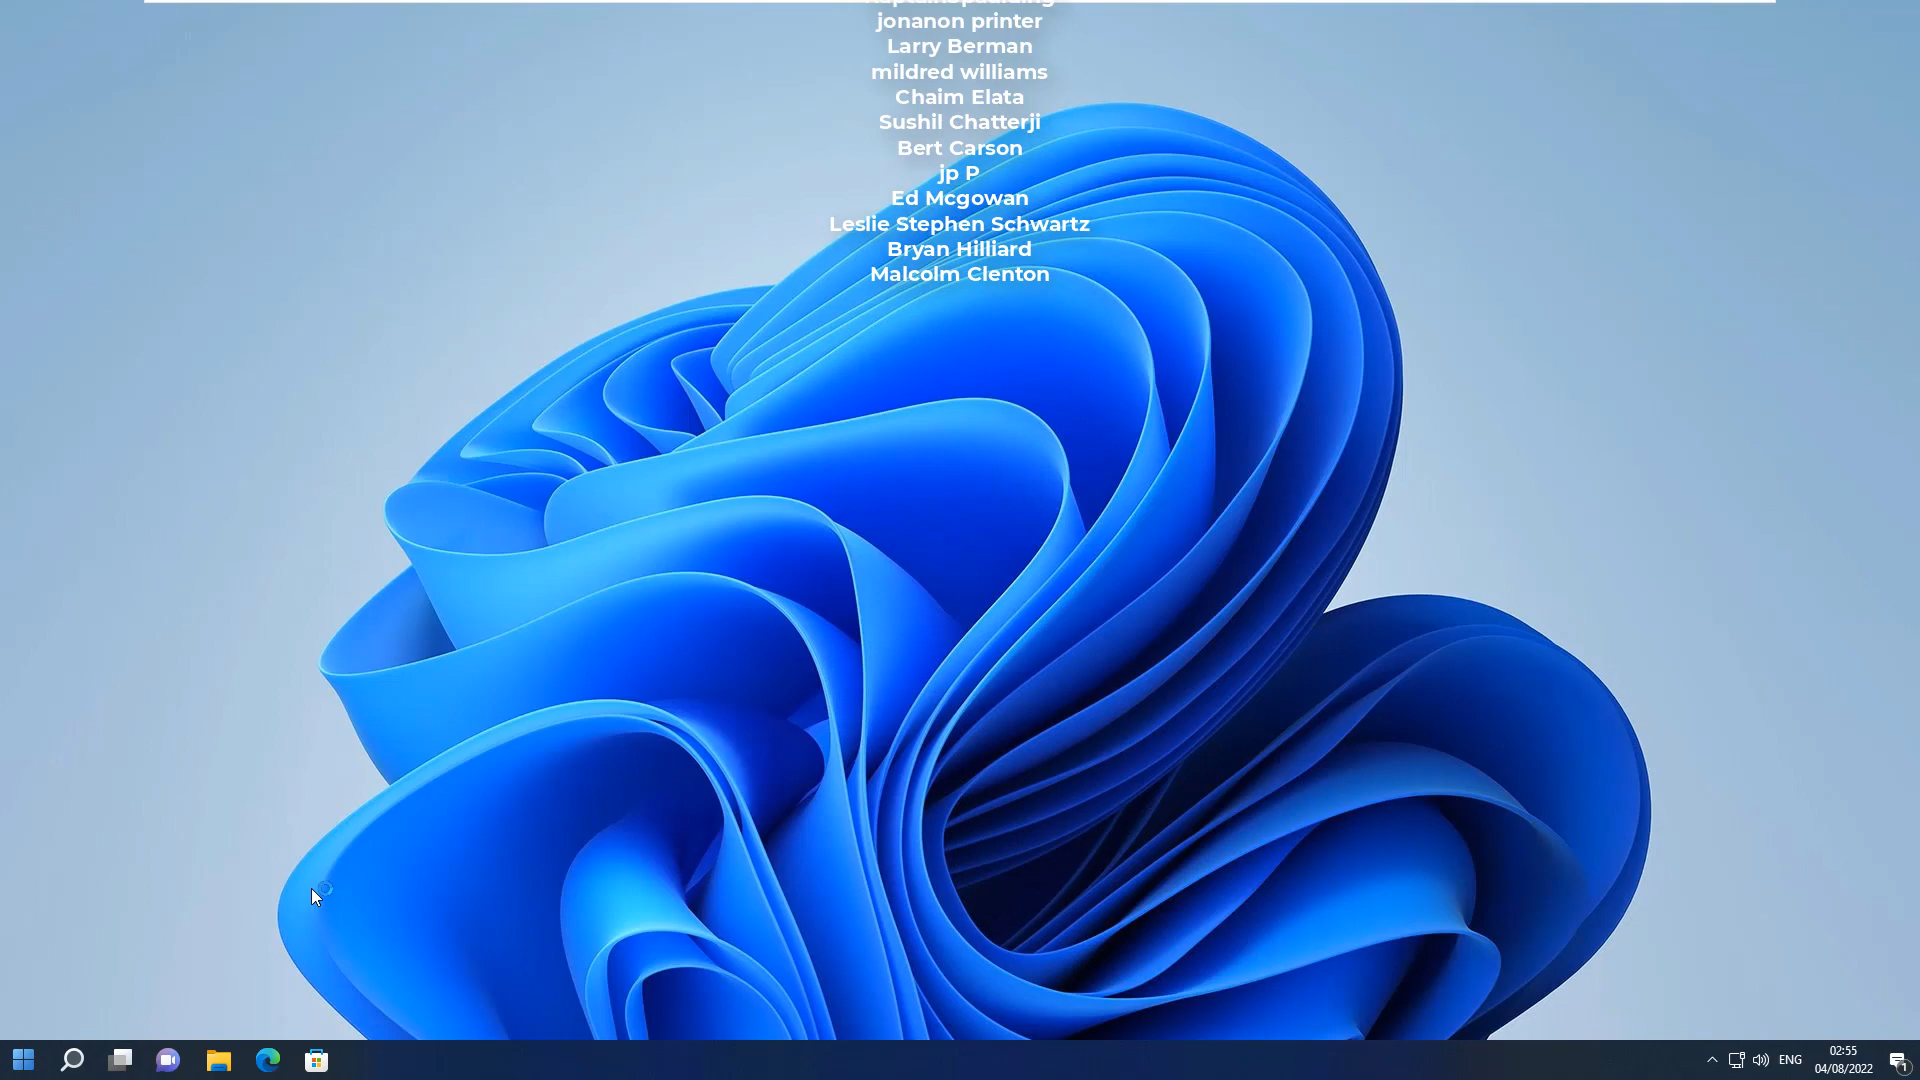 jonanon printer
Larry Berman
mildred williams
Chaim Elata
Sushil Chatterji
Bert Carson
jp P
Ed Mcgowan
Leslie Stephen Schwartz
Bryan Hilliard
Malcolm Clenton
ENG
02:55
04/08/2022
1